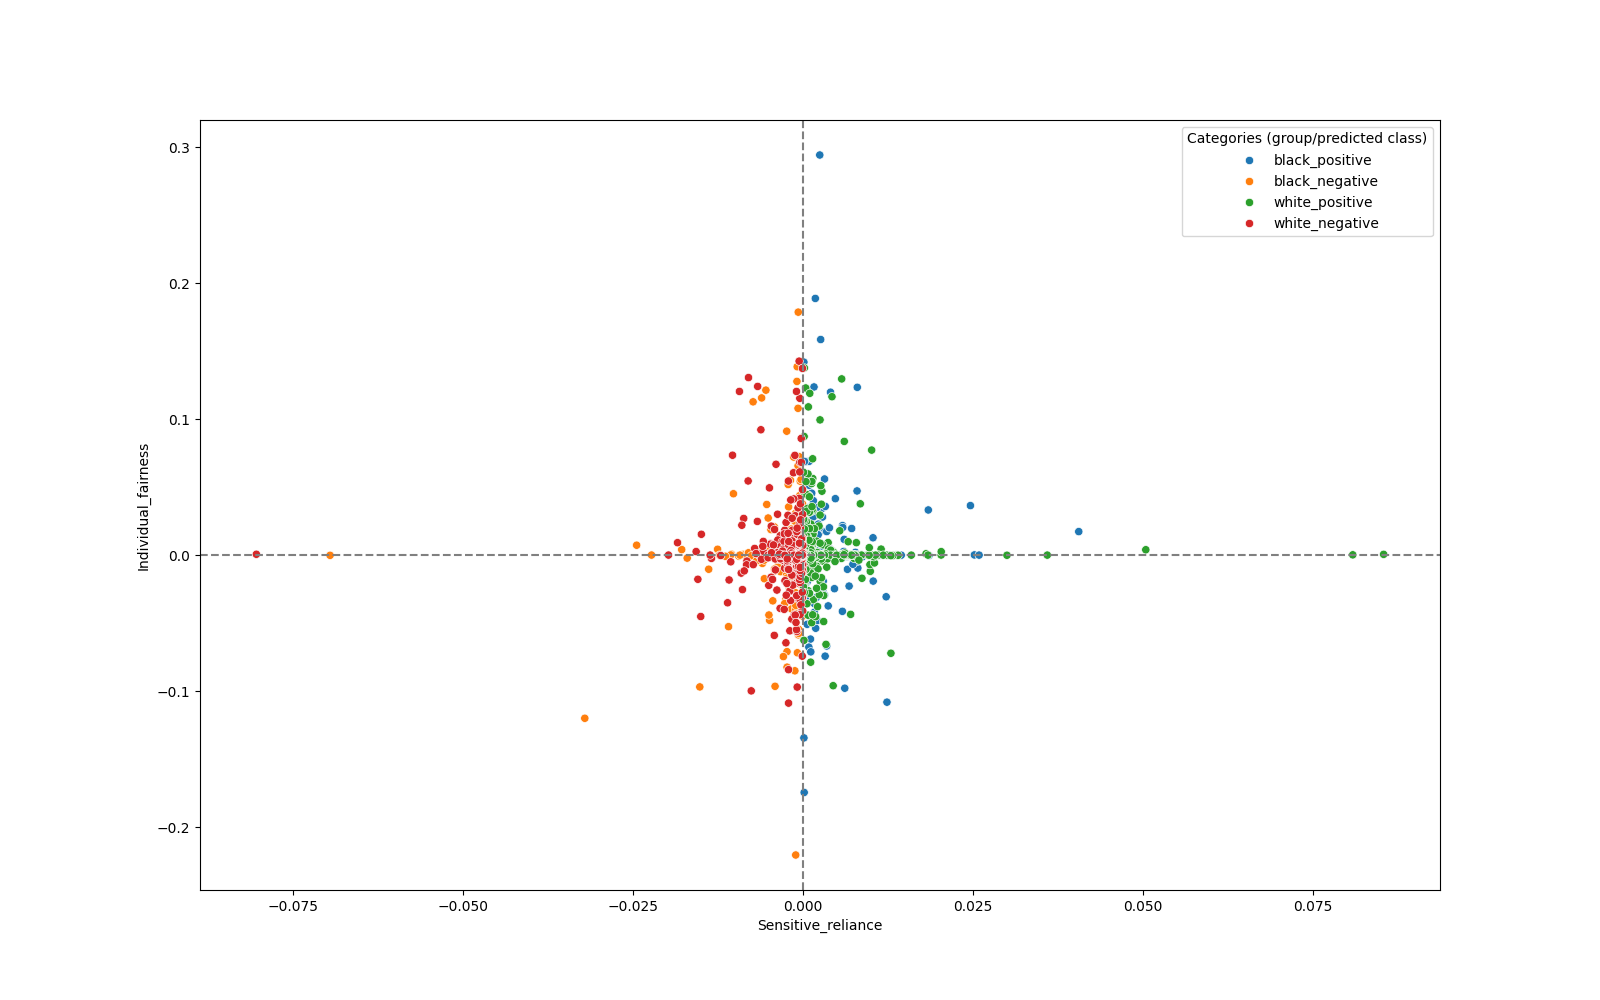 Categories (group/predicted class)
black_positive
black_negative
white_positive
white_negative
0.3
0.2
0.1
0.0
−0.1
−0.2
Individual_fairness
−0.075
−0.050
−0.025
0.000
0.025
0.050
0.075
Sensitive_reliance